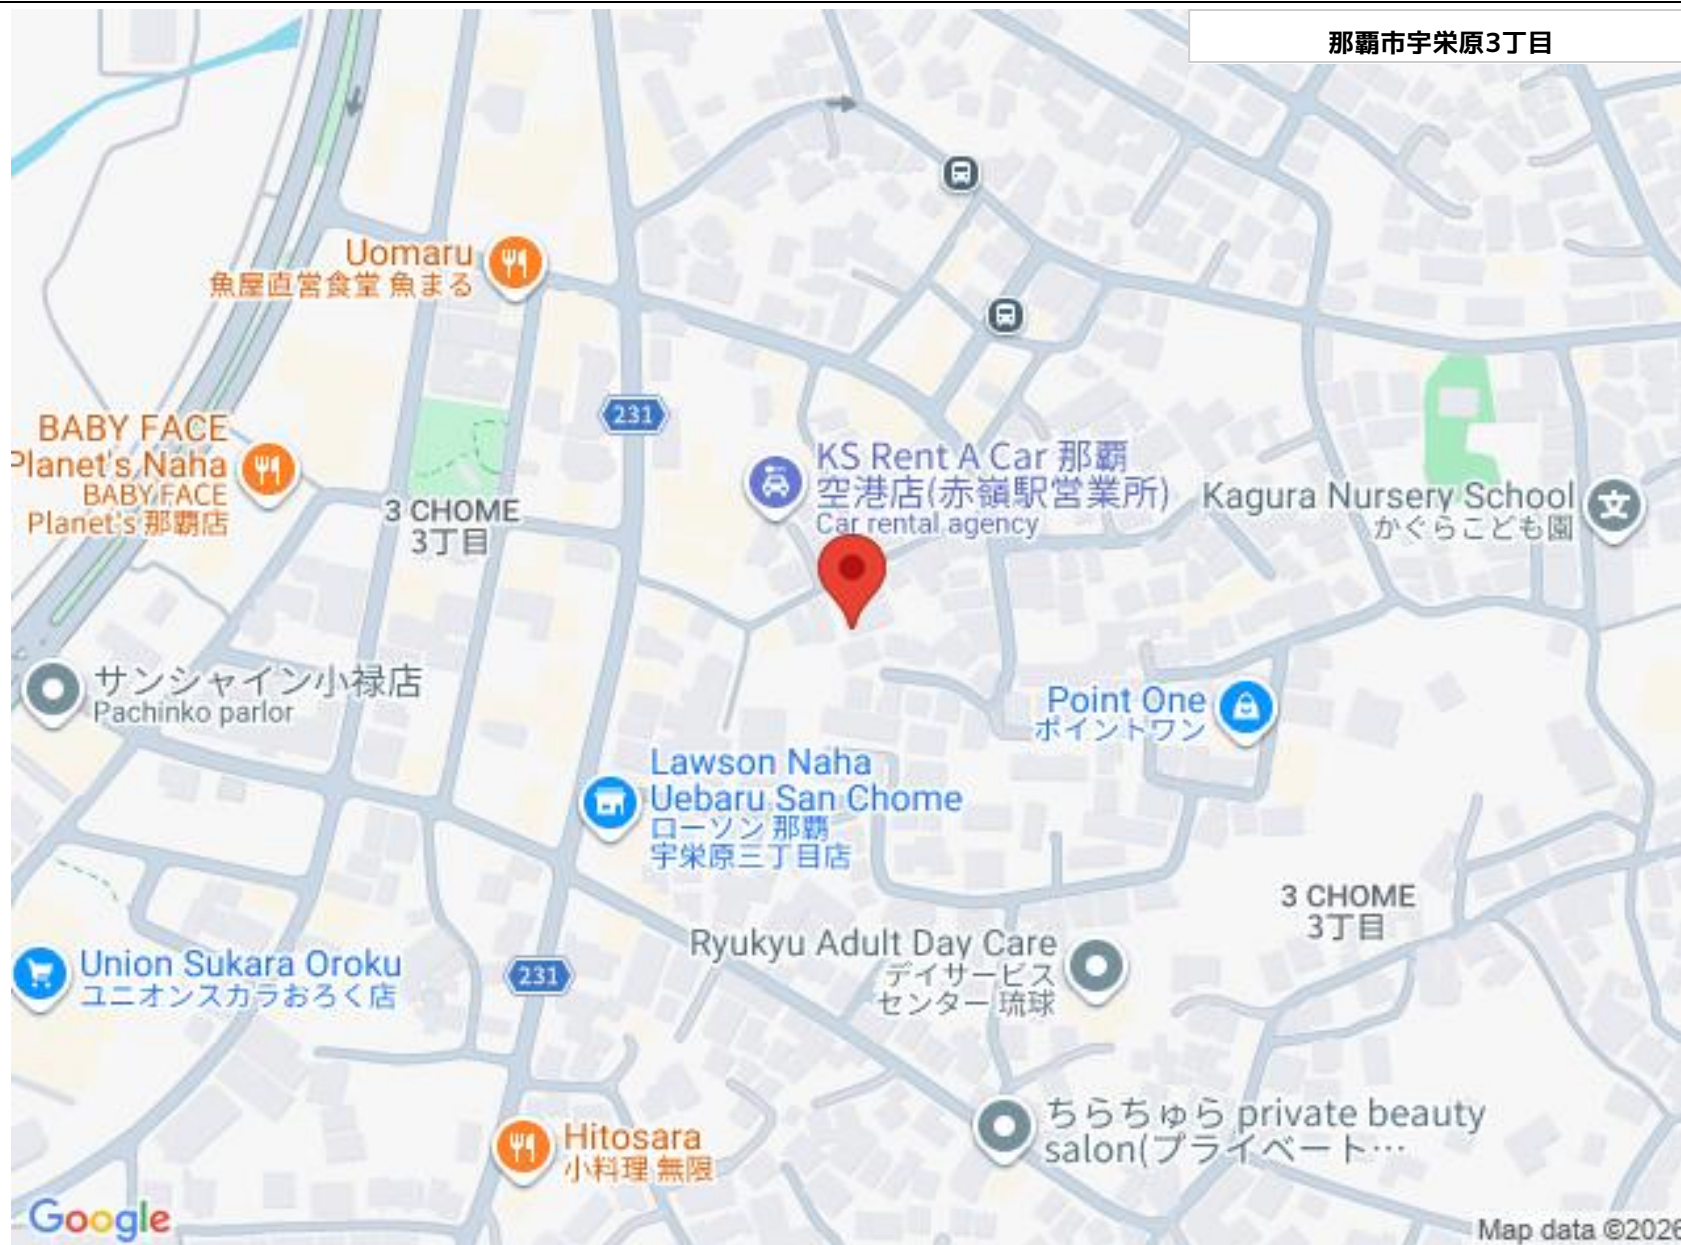 那覇市宇栄原3丁目
Uomaru
魚屋直営食堂 魚まる
231
BABY FACE
Planet's Naha
BABY FACE
Planet's 那覇店
3 CHOME
3丁目
KS Rent A Car 那覇
空港店(赤嶺駅営業所)
Car rental agency
Kagura Nursery School
かぐらこども園
サンシャイン小禄店
Pachinko parlor
Point One
ポイントワン
Lawson Naha
Uebaru San Chome
ローソン 那覇
宇栄原三丁目店
3 CHOME
3丁目
Ryukyu Adult Day Care
デイサービス
センター 琉球
Union Sukara Oroku
ユニオンスカラおろく店
231
ちらちゅら private beauty
salon(プライベート…
Hitosara
小料理 無限
Google
Map data ©2026